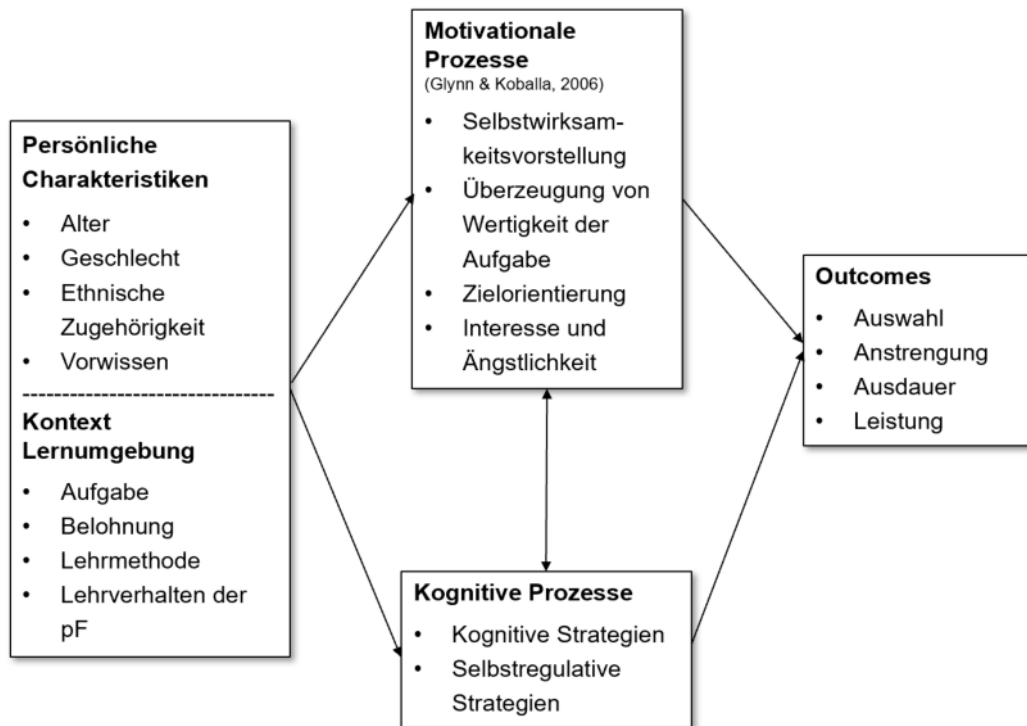 Persönliche
Charakteristiken
• Alter
• Geschlecht
• Ethnische
Zugehörigkeit
• Vorwissen
--------------------------------
Kontext
Lernumgebung
• Aufgabe
• Belohnung
• Lehrmethode
• Lehrverhalten der
pF
Motivationale
Prozesse
(Glynn & Koballa, 2006)
• Selbstwirksam-
keitsvorstellung
• Überzeugung von
Wertigkeit der
Aufgabe
• Zielorientierung
• Interesse und
Ängstlichkeit
Kognitive Prozesse
• Kognitive Strategien
• Selbstregulative
Strategien
Outcomes
• Auswahl
• Anstrengung
• Ausdauer
• Leistung